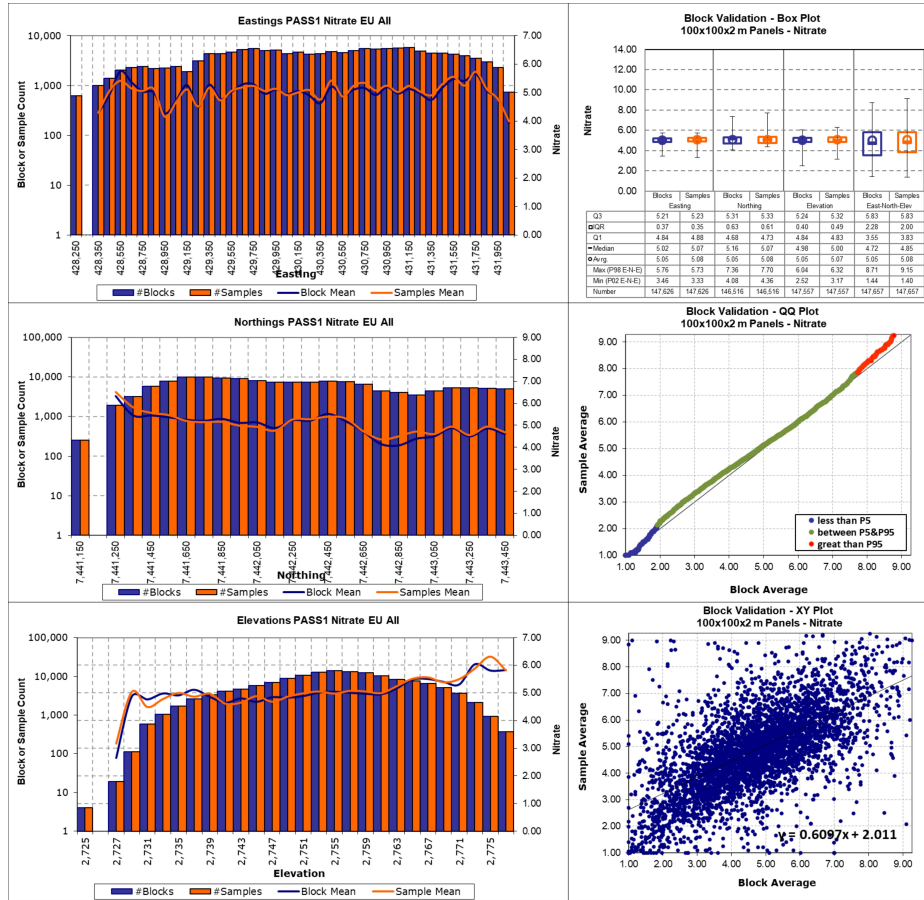 Eastings PASS1 Nitrate EU All
10,000
1,000
100
10
1
Block or Sample Count
7.00
6.00
5.00
4.00
3.00
2.00
1.00
0.00
Nitrate
428,250
428,350
428,550
428,750
428,950
429,150
429,350
429,550
429,750
429,950
430,150
430,350
430,550
430,750
430,950
431,150
431,350
431,550
431,750
431,950
Easting
#Blocks #Samples Block Mean Samples Mean
Block Validation - Box Plot
100x100x2 m Panels - Nitrate
14.00
12.00
10.00
8.00
6.00
4.00
2.00
0.00
Nitrate
Blocks Samples Blocks Samples Blocks Samples Blocks Samples
Easting Northing Elevation East-North-Elev
Q3 5.21 5.23 5.31 5.33 5.24 5.32 5.83 5.83
IQR 0.37 0.35 0.63 0.61 0.40 0.49 2.28 2.00
Q1 4.84 4.88 4.68 4.73 4.84 4.83 3.55 3.83
Median 5.02 5.07 5.16 5.07 4.98 5.00 4.72 4.85
Avrg. 5.05 5.08 5.08 5.08 5.05 5.07 5.05 5.08
Max (P98 E-N-E) 5.76 5.73 7.36 7.70 6.04 6.32 8.71 9.15
Min (P02 E-N-E) 3.46 3.33 4.08 4.36 2.52 3.17 1.44 1.40
Number 147,626 147,626 146,516 146,516 147,557 147,557 147,657 147,657
Northings PASS1 Nitrate EU All
100,000
10,000
1,000
100
10
1
Block or Sample Count
9.00
8.00
7.00
6.00
5.00
4.00
3.00
2.00
1.00
0.00
Nitrate
7,441,150
7,441,250
7,441,450
7,441,650
7,441,850
7,442,050
7,442,250
7,442,450
7,442,650
7,442,850
7,443,050
7,443,250
7,443,450
Northing
#Blocks #Samples Block Mean Samples Mean
Block Validation - QQ Plot
100x100x2 m Panels - Nitrate
9.00
8.00
7.00
6.00
5.00
4.00
3.00
2.00
1.00
Sample Average
less than P5
between P5&P95
great than P95
1.00 2.00 3.00 4.00 5.00 6.00 7.00 8.00 9.00
Block Average
Elevations PASS1 Nitrate EU All
100,000
10,000
1,000
100
10
1
Block or Sample Count
7.00
6.00
5.00
4.00
3.00
2.00
1.00
0.00
Nitrate
2,725
2,727
2,731
2,735
2,739
2,743
2,747
2,751
2,755
2,759
2,763
2,767
2,771
2,775
Elevation
#Blocks #Samples Block Mean Sample Mean
Block Validation - XY Plot
100x100x2 m Panels - Nitrate
9.00
8.00
7.00
6.00
5.00
4.00
3.00
2.00
1.00
Sample Average
y = 0.6097x + 2.011
1.00 2.00 3.00 4.00 5.00 6.00 7.00 8.00 9.00
Block Average